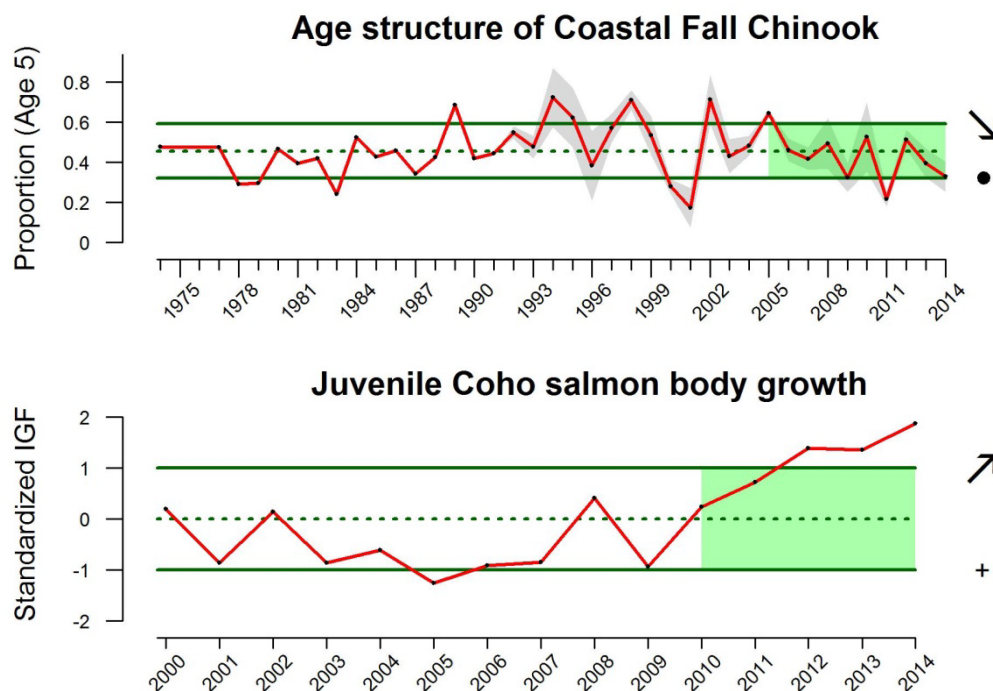 Age structure of Coastal Fall Chinook
Proportion (Age 5)
0.8
0.6
0.4
0.2
0
1975 1978 1981 1984 1987 1990 1993 1996 1999 2002 2005 2008 2011 2014
Juvenile Coho salmon body growth
Standardized IGF
2
1
0
-1
-2
+
2000 2001 2002 2003 2004 2005 2006 2007 2008 2009 2010 2011 2012 2013 2014